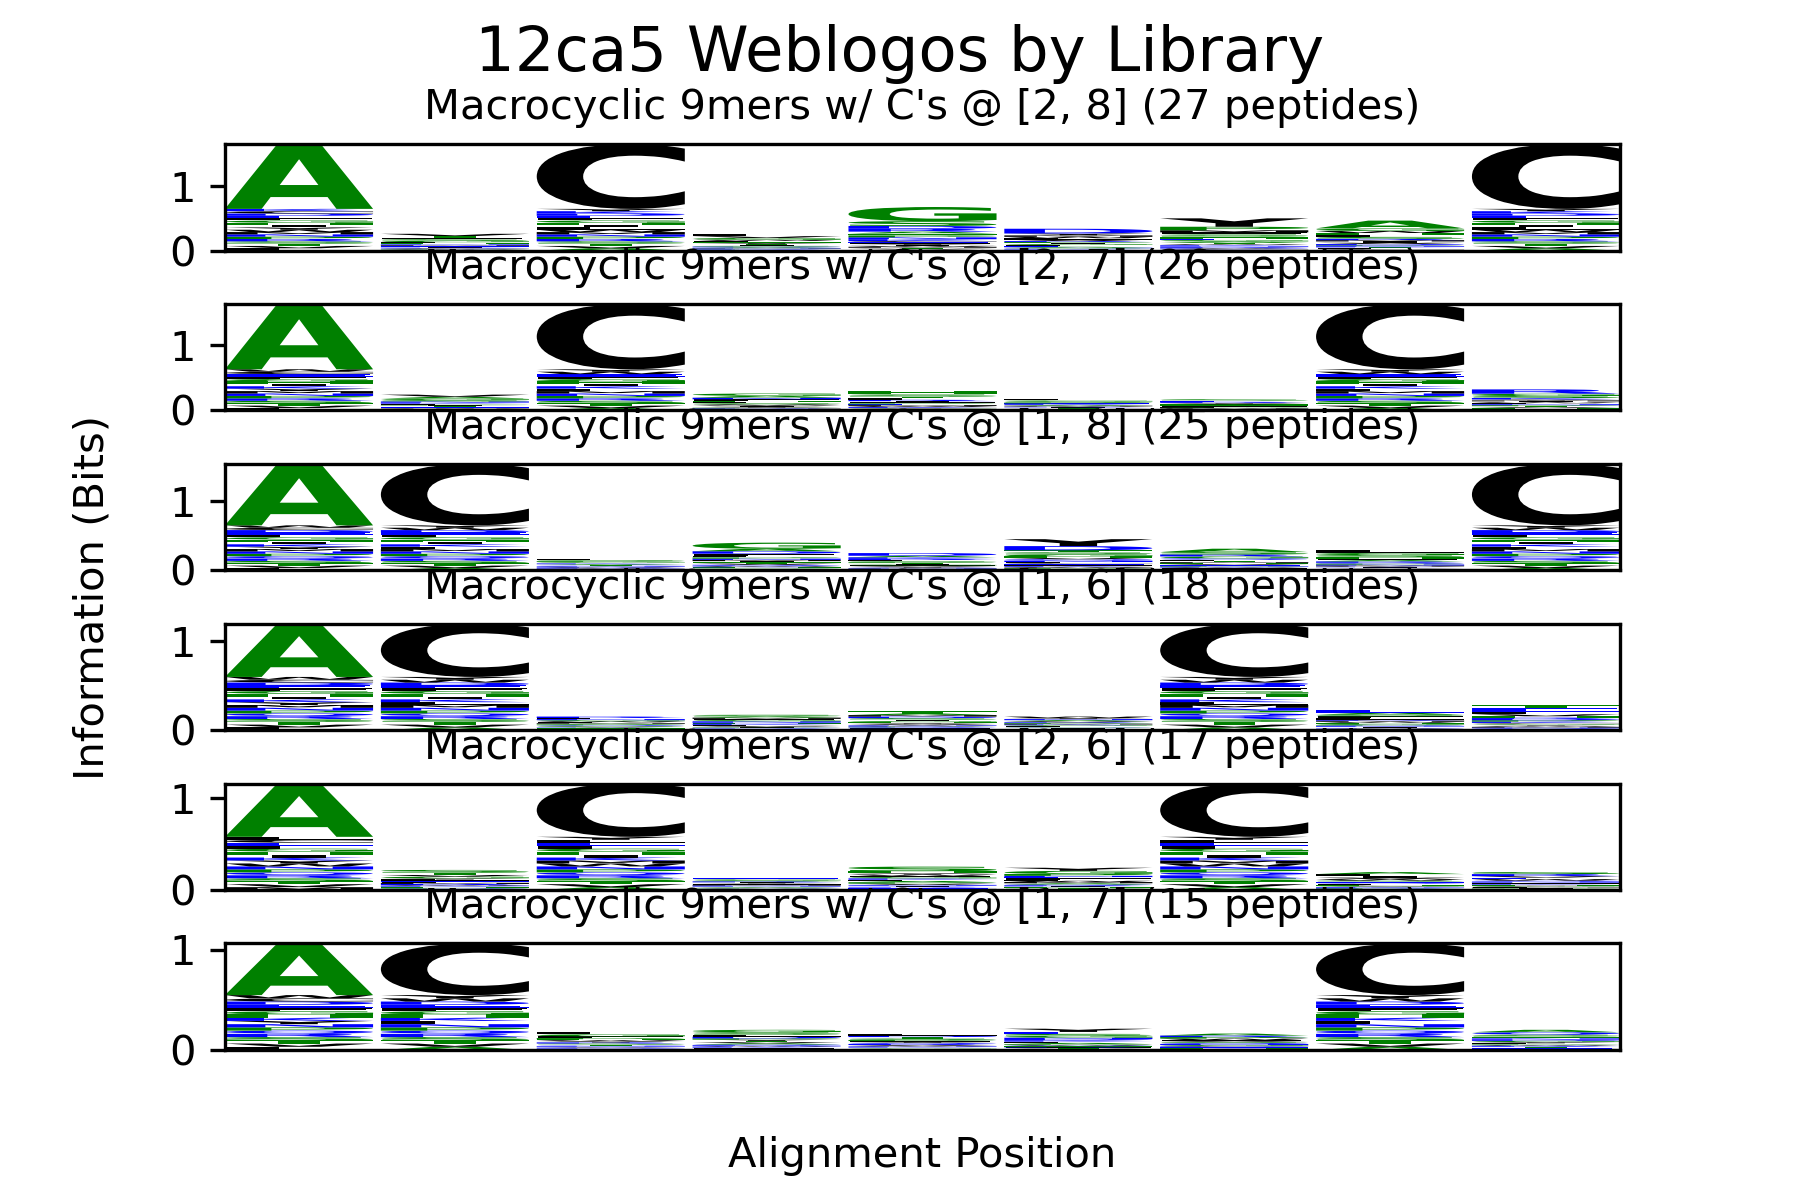 12ca5 Weblogos by Library
Macrocyclic 9mers w/ C's @ [2, 8] (27 peptides)
1
A C C
G Y A
0
Macrocyclic 9mers w/ C's @ [2, 7] (26 peptides)
1
A C C
0
Macrocyclic 9mers w/ C's @ [1, 8] (25 peptides)
1
A C C
0
Macrocyclic 9mers w/ C's @ [1, 6] (18 peptides)
1
A C C
0
Macrocyclic 9mers w/ C's @ [2, 6] (17 peptides)
1
A C C
0
Macrocyclic 9mers w/ C's @ [1, 7] (15 peptides)
1
A C C
0
Information (Bits)
Alignment Position